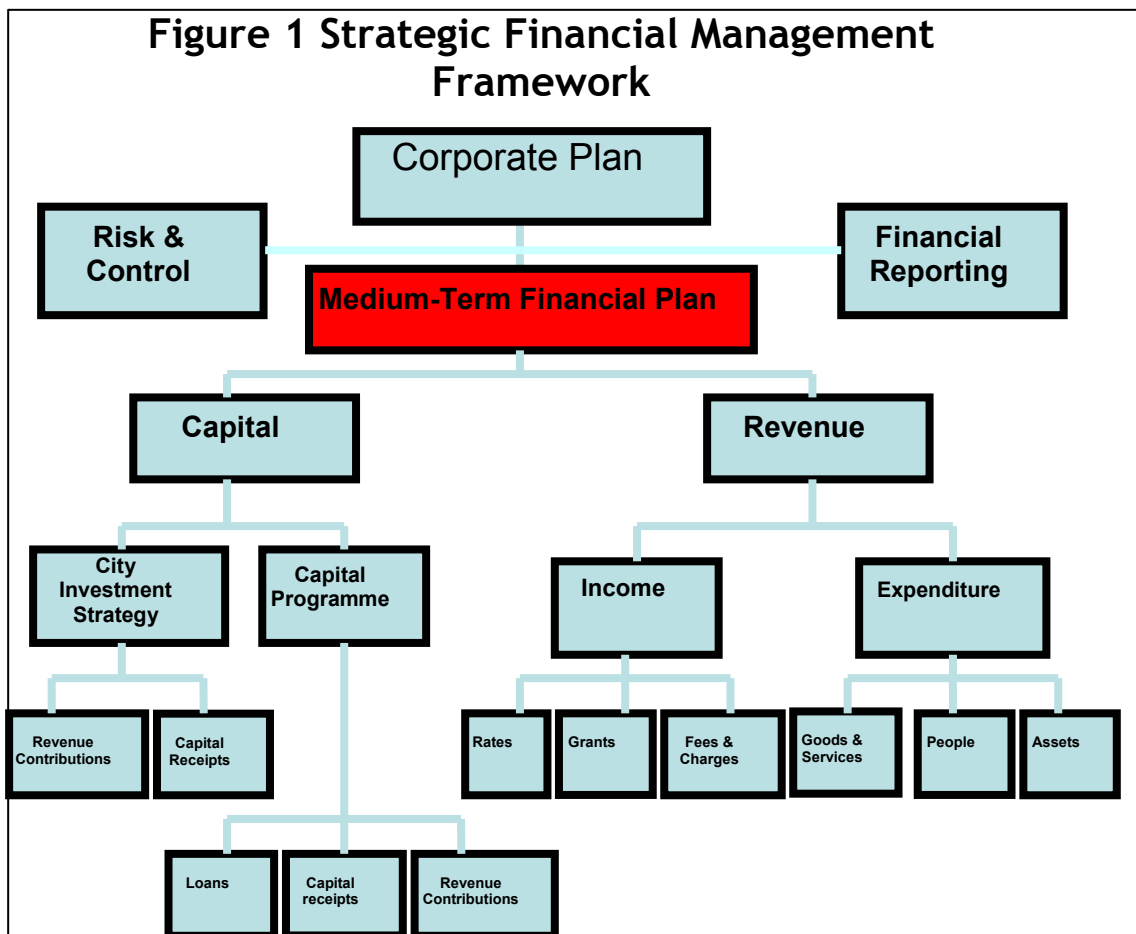 Figure 1 Strategic Financial Management
Framework
Corporate Plan
Risk &
Control
Financial
Reporting
Medium-Term Financial Plan
Capital
Revenue
City
Investment
Strategy
Capital
Programme
Income
Expenditure
Revenue
Contributions
Capital
Receipts
Rates
Grants
Fees &
Charges
Goods &
Services
People
Assets
Loans
Capital
receipts
Revenue
Contributions